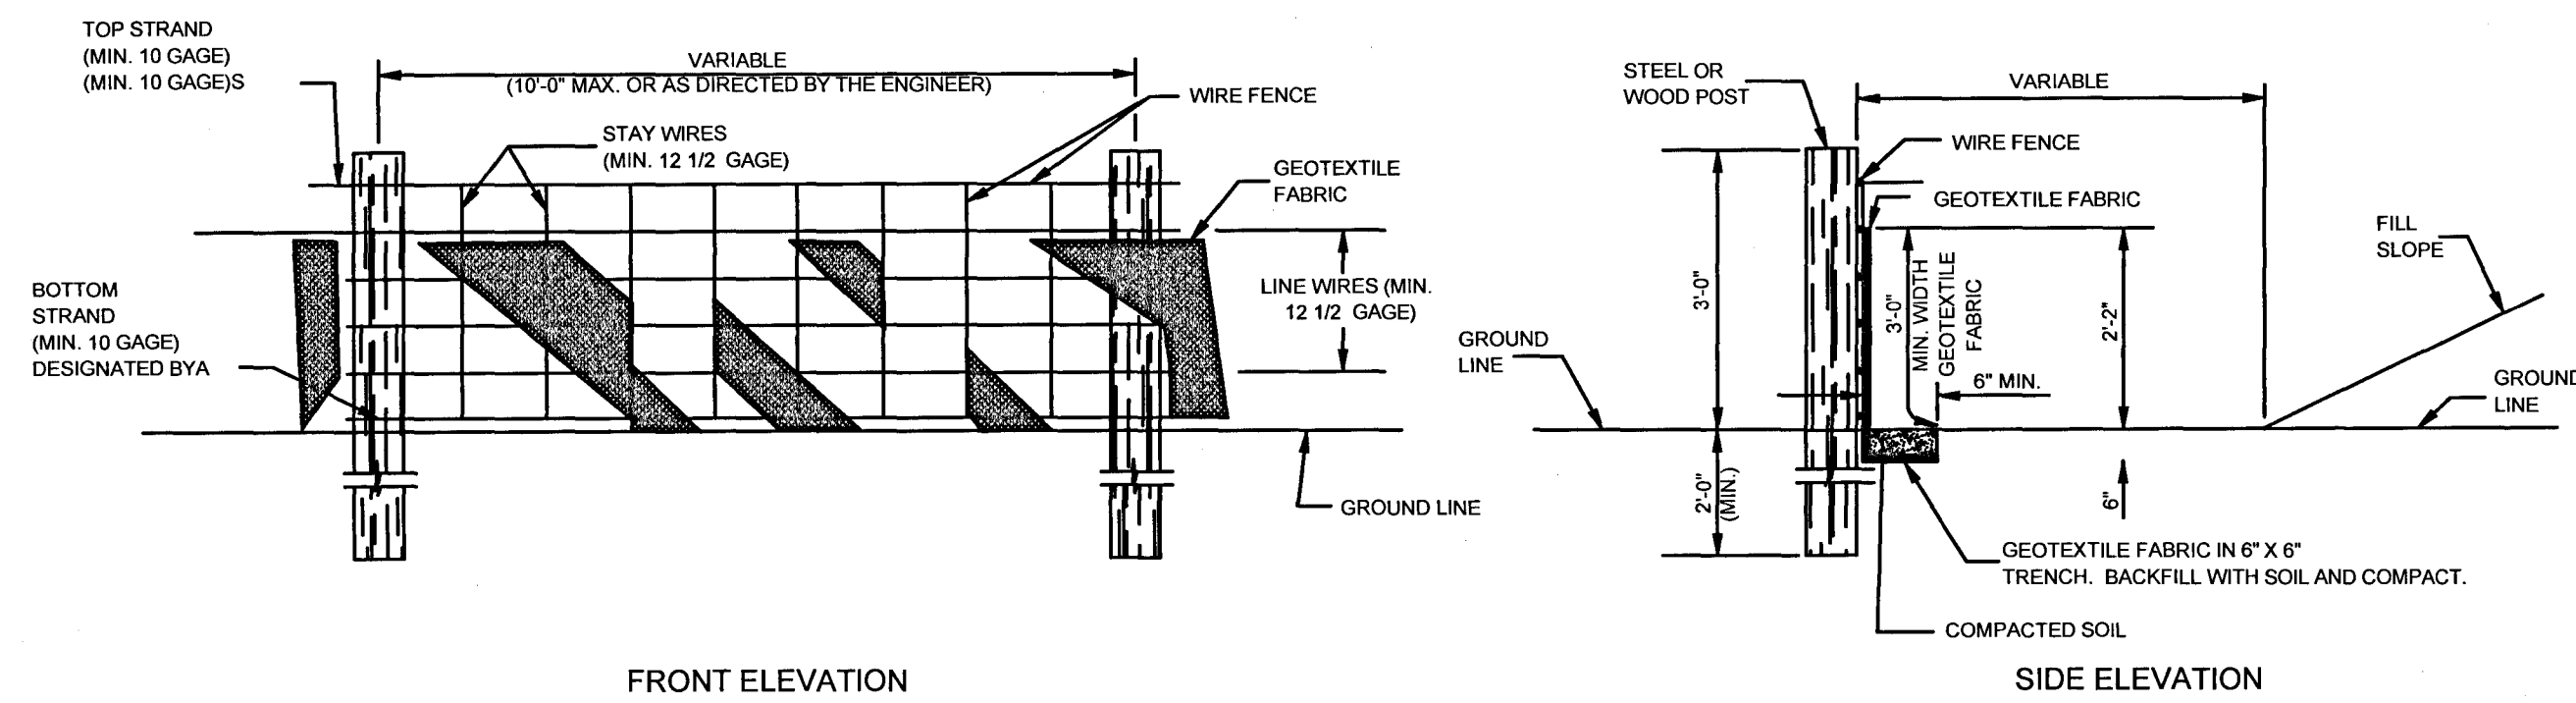 TOP STRAND
(MIN. 10 GAGE)
(MIN. 10 GAGE)S
VARIABLE
(10'-0" MAX. OR AS DIRECTED BY THE ENGINEER)
WIRE FENCE
STAY WIRES
(MIN. 12 1/2 GAGE)
GEOTEXTILE
FABRIC
LINE WIRES (MIN.
12 1/2 GAGE)
BOTTOM
STRAND
(MIN. 10 GAGE)
DESIGNATED BYA
GROUND LINE
FRONT ELEVATION
STEEL OR
WOOD POST
VARIABLE
WIRE FENCE
GEOTEXTILE FABRIC
FILL
SLOPE
3'-0"
3'-0"
MIN. WIDTH
GEOTEXTILE
FABRIC
2'-2"
GROUND
LINE
6" MIN.
GROUND
LINE
2'-0"
(MIN.)
6"
GEOTEXTILE FABRIC IN 6" X 6"
TRENCH. BACKFILL WITH SOIL AND COMPACT.
COMPACTED SOIL
SIDE ELEVATION